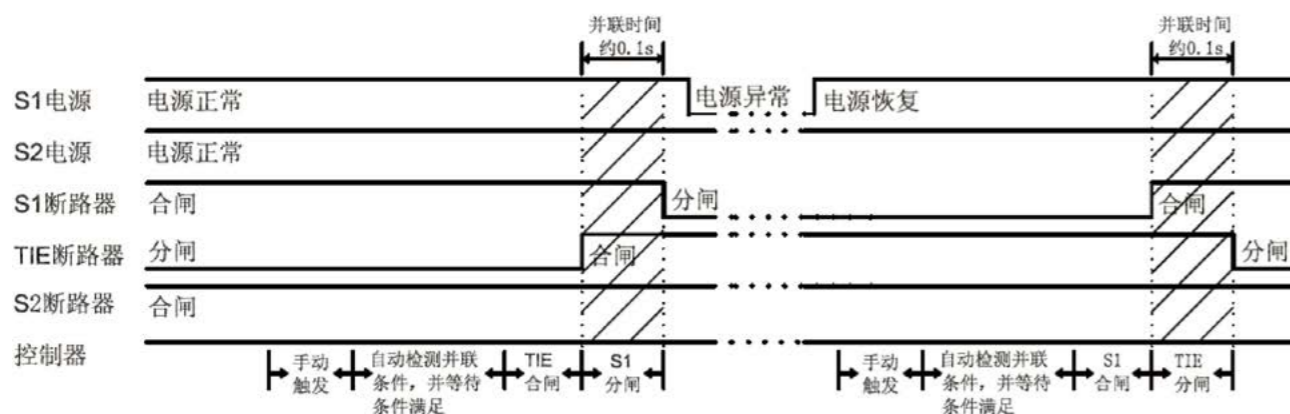 并联时间
约0.1s
并联时间
约0.1s
S1电源
电源正常
电源异常
电源恢复
S2电源
电源正常
S1断路器
合闸
分闸
合闸
TIE断路器
分闸
合闸
分闸
S2断路器
合闸
控制器
手动
触发
自动检测并联
条件，并等待
条件满足
TIE
合闸
S1
分闸
手动
触发
自动检测并联
条件，并等待
条件满足
S1
合闸
TIE
分闸